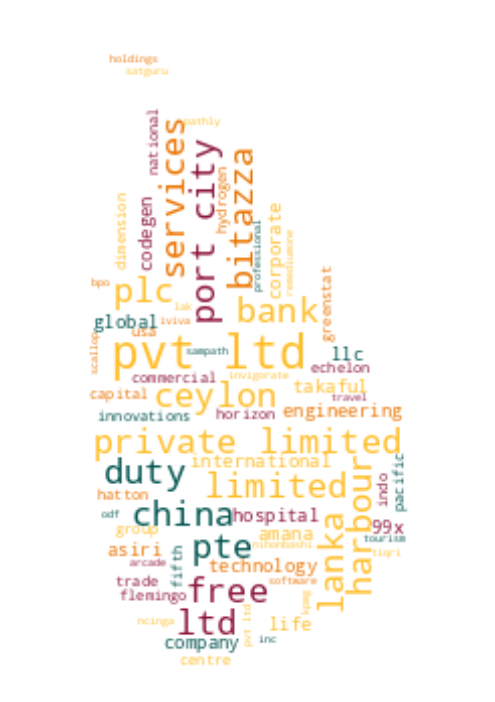 holdings
satguru
national
pathly
services
port city
bitazza
hydrogen
dimension
codegen
corporate
professional
remediumone
bpo
plc
lak
bank
greenstat
global
iviva
usa
scallop
pvt ltd
sampath
llc
echelon
commercial
invigorate
takaful
capital
ceylon
travel
innovations
horizon
engineering
private limited
duty
international
limited
lanka
harbour
indo
pacific
hatton
odf
china
hospital
99x
group
amana
tourism
asiri
pte
nihonbashi
tiqri
arcade
fifth
technology
trade
free
software
flemingo
kpmg
ncinga
ltd
pvt ltd
life
company
inc
centre